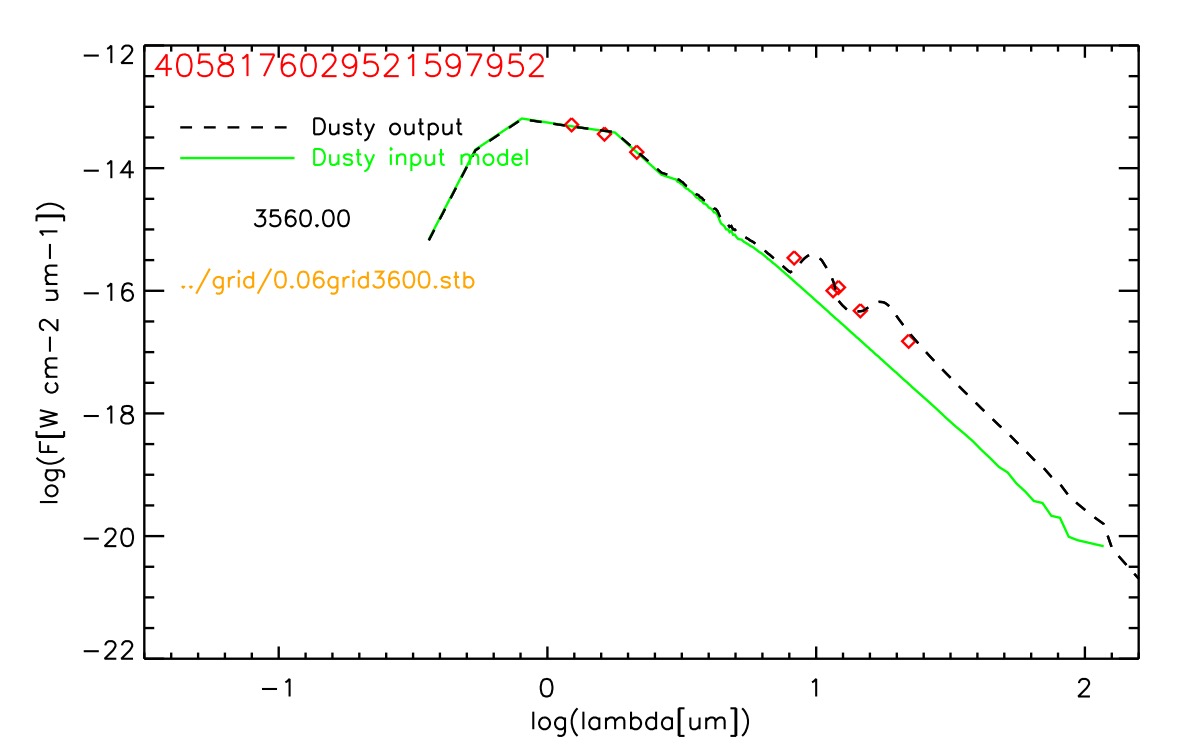 4058176029521597952
Dusty output
Dusty input model
3560.00
../grid/0.06grid3600.stb
-12
-14
-16
-18
-20
-22
log(F[W cm-2 um-1])
-1
0
1
2
log(lambda[um])